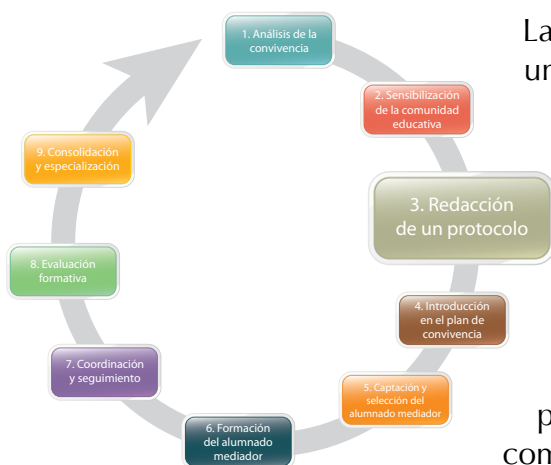 1. Análisis de la
convivencia
2. Sensibilización
de la comunidad
educativa
3. Redacción
de un protocolo
4. Introducción
en el plan de
convivencia
5. Captación y
selección del
alumnado mediador
6. Formación
del alumnado
mediador
7. Coordinación
y seguimiento
8. Evaluación
formativa
9. Consolidación
y especialización
La